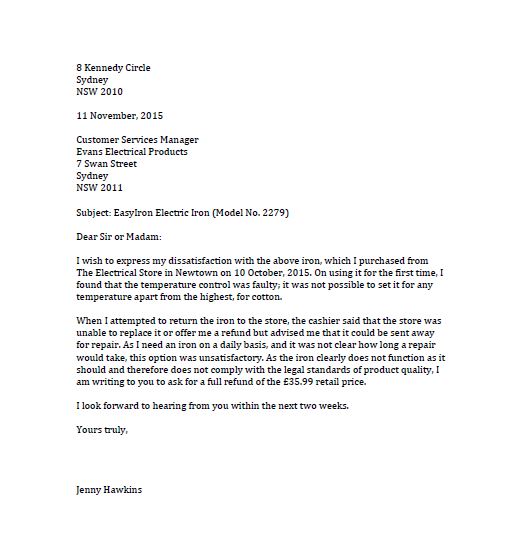 8 Kennedy Circle
Sydney
NSW 2010
11 November, 2015
Customer Services Manager
Evans Electrical Products
7 Swan Street
Sydney
NSW 2011
Subject: EasyIron Electric Iron (Model No. 2279)
Dear Sir or Madam:
I wish to express my dissatisfaction with the above iron, which I purchased from
The Electrical Store in Newtown on 10 October, 2015. On using it for the first time, I
found that the temperature control was faulty; it was not possible to set it for any
temperature apart from the highest, for cotton.
When I attempted to return the iron to the store, the cashier said that the store was
unable to replace it or offer me a refund but advised me that it could be sent away
for repair. As I need an iron on a daily basis, and it was not clear how long a repair
would take, this option was unsatisfactory. As the iron clearly does not function as it
should and therefore does not comply with the legal standards of product quality, I
am writing to you to ask for a full refund of the £35.99 retail price.
I look forward to hearing from you within the next two weeks.
Yours truly,
Jenny Hawkins